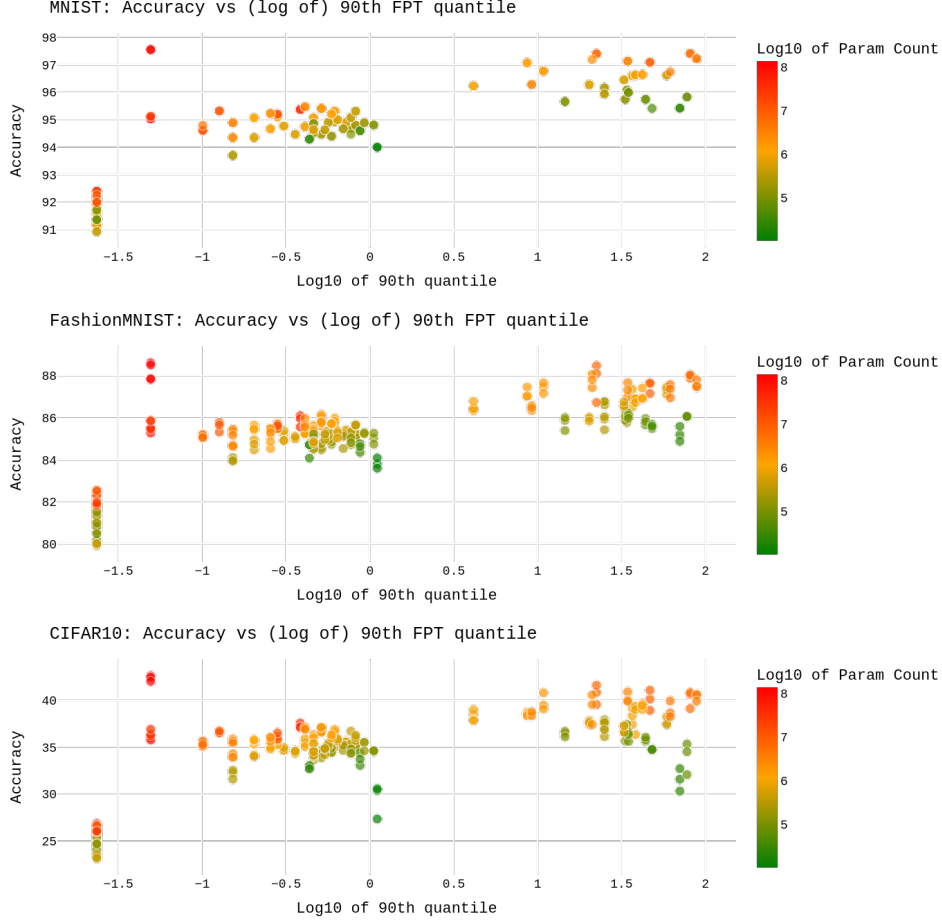 MNIST: Accuracy vs (log of) 90th FPT quantile
98
97
96
95
94
93
92
91
Accuracy
−1.5 −1 −0.5 0 0.5 1 1.5 2
Log10 of 90th quantile
Log10 of Param Count
8
7
6
5
FashionMNIST: Accuracy vs (log of) 90th FPT quantile
88
86
84
82
80
Accuracy
−1.5 −1 −0.5 0 0.5 1 1.5 2
Log10 of 90th quantile
Log10 of Param Count
8
7
6
5
CIFAR10: Accuracy vs (log of) 90th FPT quantile
40
35
30
25
Accuracy
−1.5 −1 −0.5 0 0.5 1 1.5 2
Log10 of 90th quantile
Log10 of Param Count
8
7
6
5